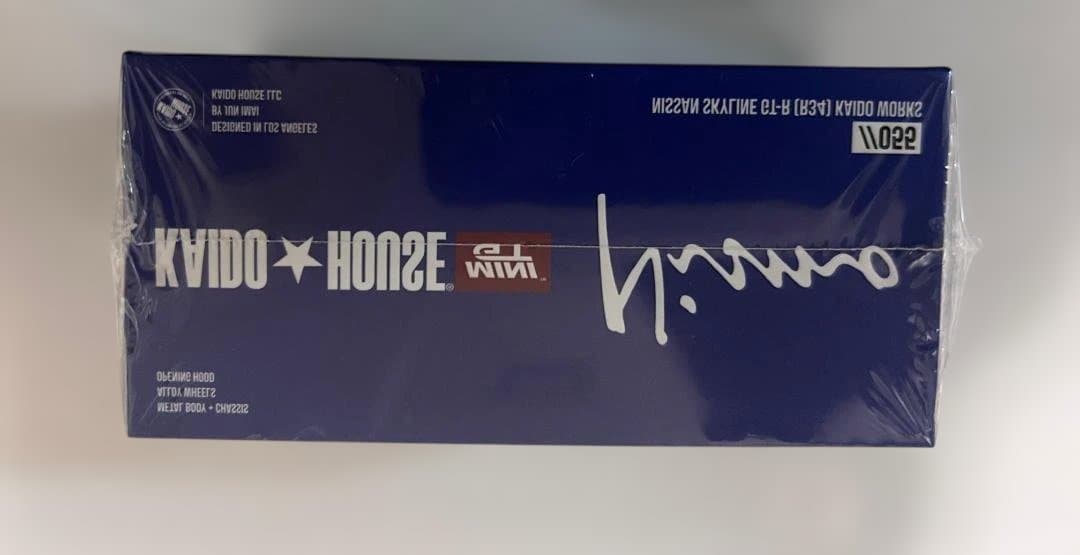 METAL BODY + CHASSIS
ALLOY WHEELS
OPENING HOOD
KAIDO★HOUSE®
MINI
GT™
//055
NISSAN SKYLINE GT-R (R34) KAIDO WORKS
DESIGNED IN LOS ANGELES
BY JUN IMAI
KAIDO HOUSE LLC